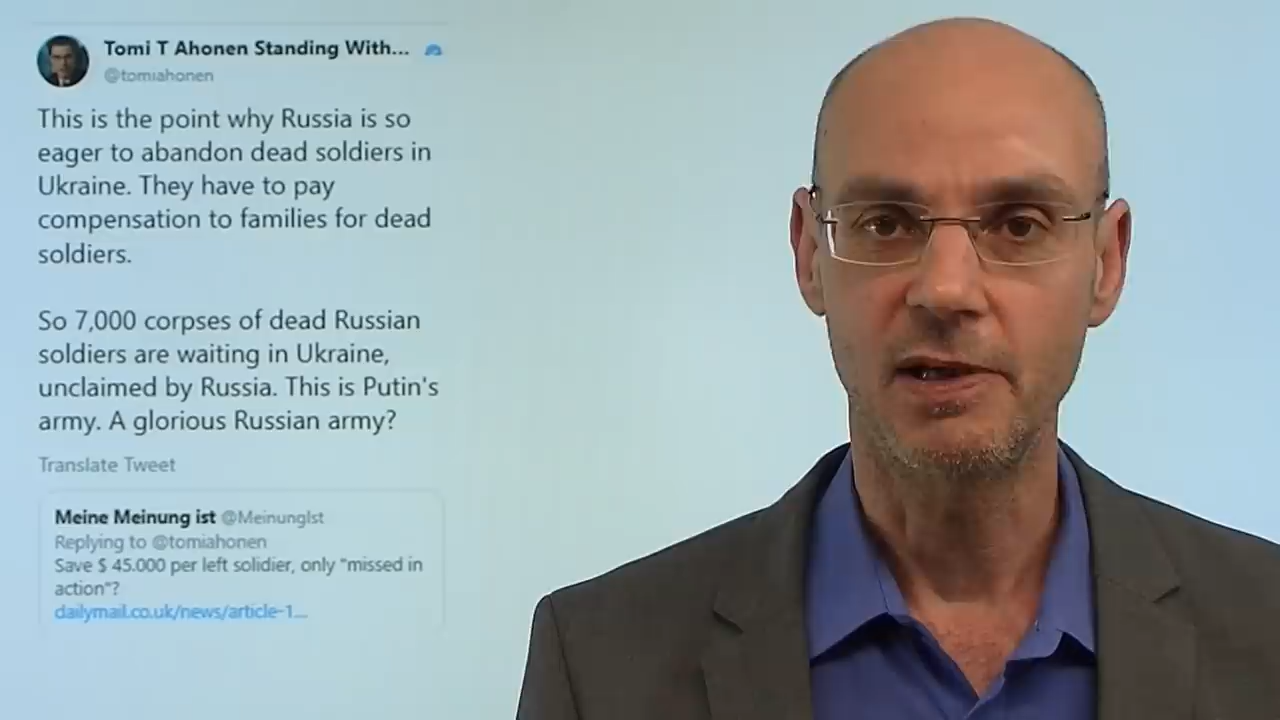 Tomi T Ahonen Standing With...
@tomiahonen
This is the point why Russia is so
eager to abandon dead soldiers in
Ukraine. They have to pay
compensation to families for dead
soldiers.
So 7,000 corpses of dead Russian
soldiers are waiting in Ukraine,
unclaimed by Russia. This is Putin's
army. A glorious Russian army?
Translate Tweet
Meine Meinung ist @MeinungIst
Replying to @tomiahonen
Save $ 45.000 per left solidier, only "missed in
action"?
dailymail.co.uk/news/article-1...